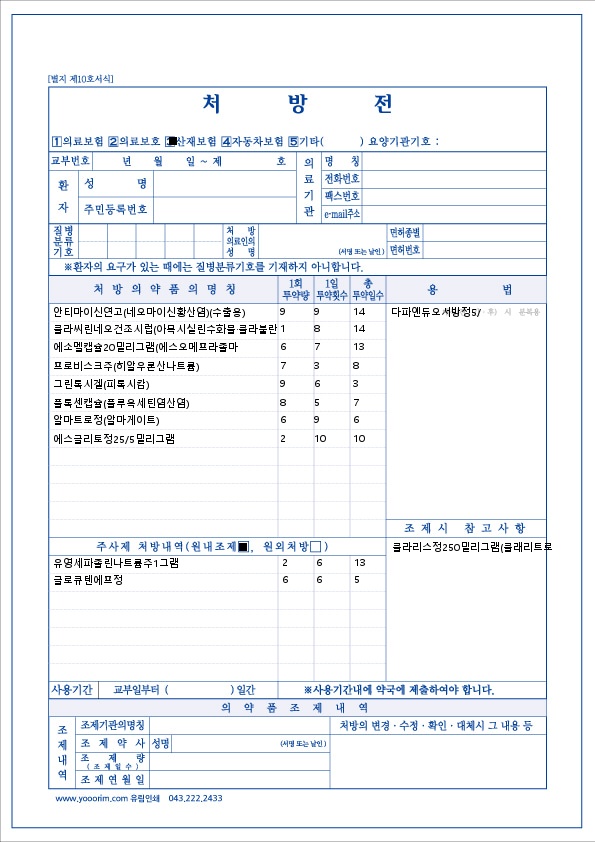 [별지 제10호서식]
처 방 전
1 의료보험 2 의료보호 산재보험 4 자동차보험 5 기타( ) 요양기관기호 :
교부번호 년 월 일 ~ 제 호
환자
성 명
주민등록번호
의료기관
명 칭
전화번호
팩스번호
e-mail주소
질병분류기호
처 방 의료인의 성 명
(서명 또는 날인)
면허종별
면허번호
※환자의 요구가 있는 때에는 질병분류기호를 기재하지 아니합니다.
처 방 의 약 품 의 명 칭 1회 투약량 1일 투약횟수 총 투약일수 용 법
안티마이신연고(네오마이신황산염)(수출용) 9 9 14
클라씨린네오건조시럽(아목시실린수화물·클라불란 1 8 14
에소멜캡슐20밀리그램(에스오메프라졸마 6 7 13
프로비스크주(히알우론산나트륨) 7 3 8
그린톡시겔(피록시캄) 9 6 3
플록센캡슐(플루옥세틴염산염) 8 5 7
알마트로정(알마게이트) 6 9 6
에스글리토정25/5밀리그램 2 10 10
다파엔듀오서방정5/ 후) 시 분복용
조 제 시 참 고 사 항
클라리스정250밀리그램(클래리트로
주사제 처방내역(원내조제 , 원외처방 )
유영세파졸린나트륨주1그램 2 6 13
글로큐텐에프정 6 6 5
사용기간 교부일부터 ( ) 일간 ※사용기간내에 약국에 제출하여야 합니다.
의 약 품 조 제 내 역
조제내역
조제기관의명칭
처방의 변경·수정·확인·대체시 그 내용 등
조 제 약 사 성명 (서명 또는 날인)
조 제 량
(조제일수)
조제연월일
www.yooorim.com 유림인쇄 043.222.2433